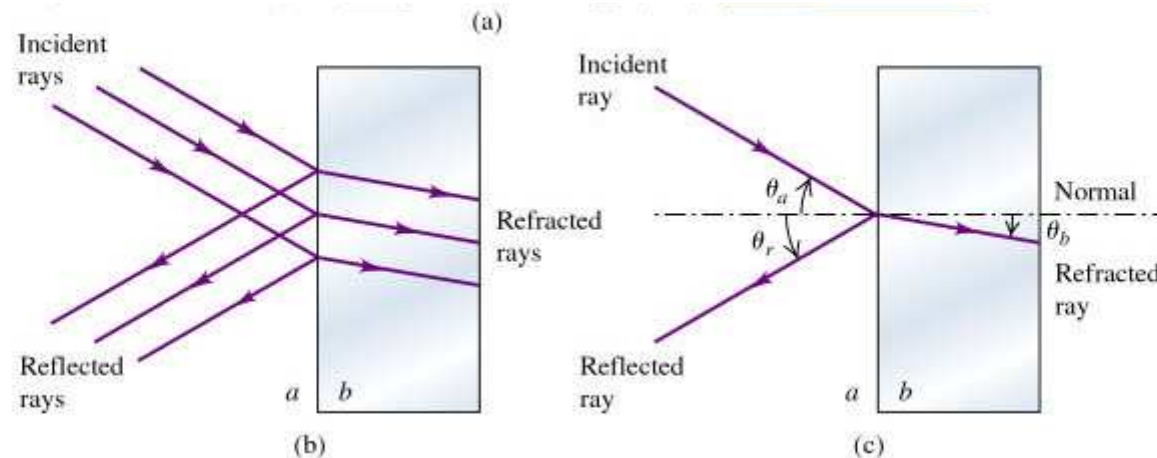 (a)
Incident
rays
Refracted
rays
Reflected
rays
a b
(b)
Incident
ray
θa
θr
Normal
θb
Refracted
ray
Reflected
ray
a b
(c)